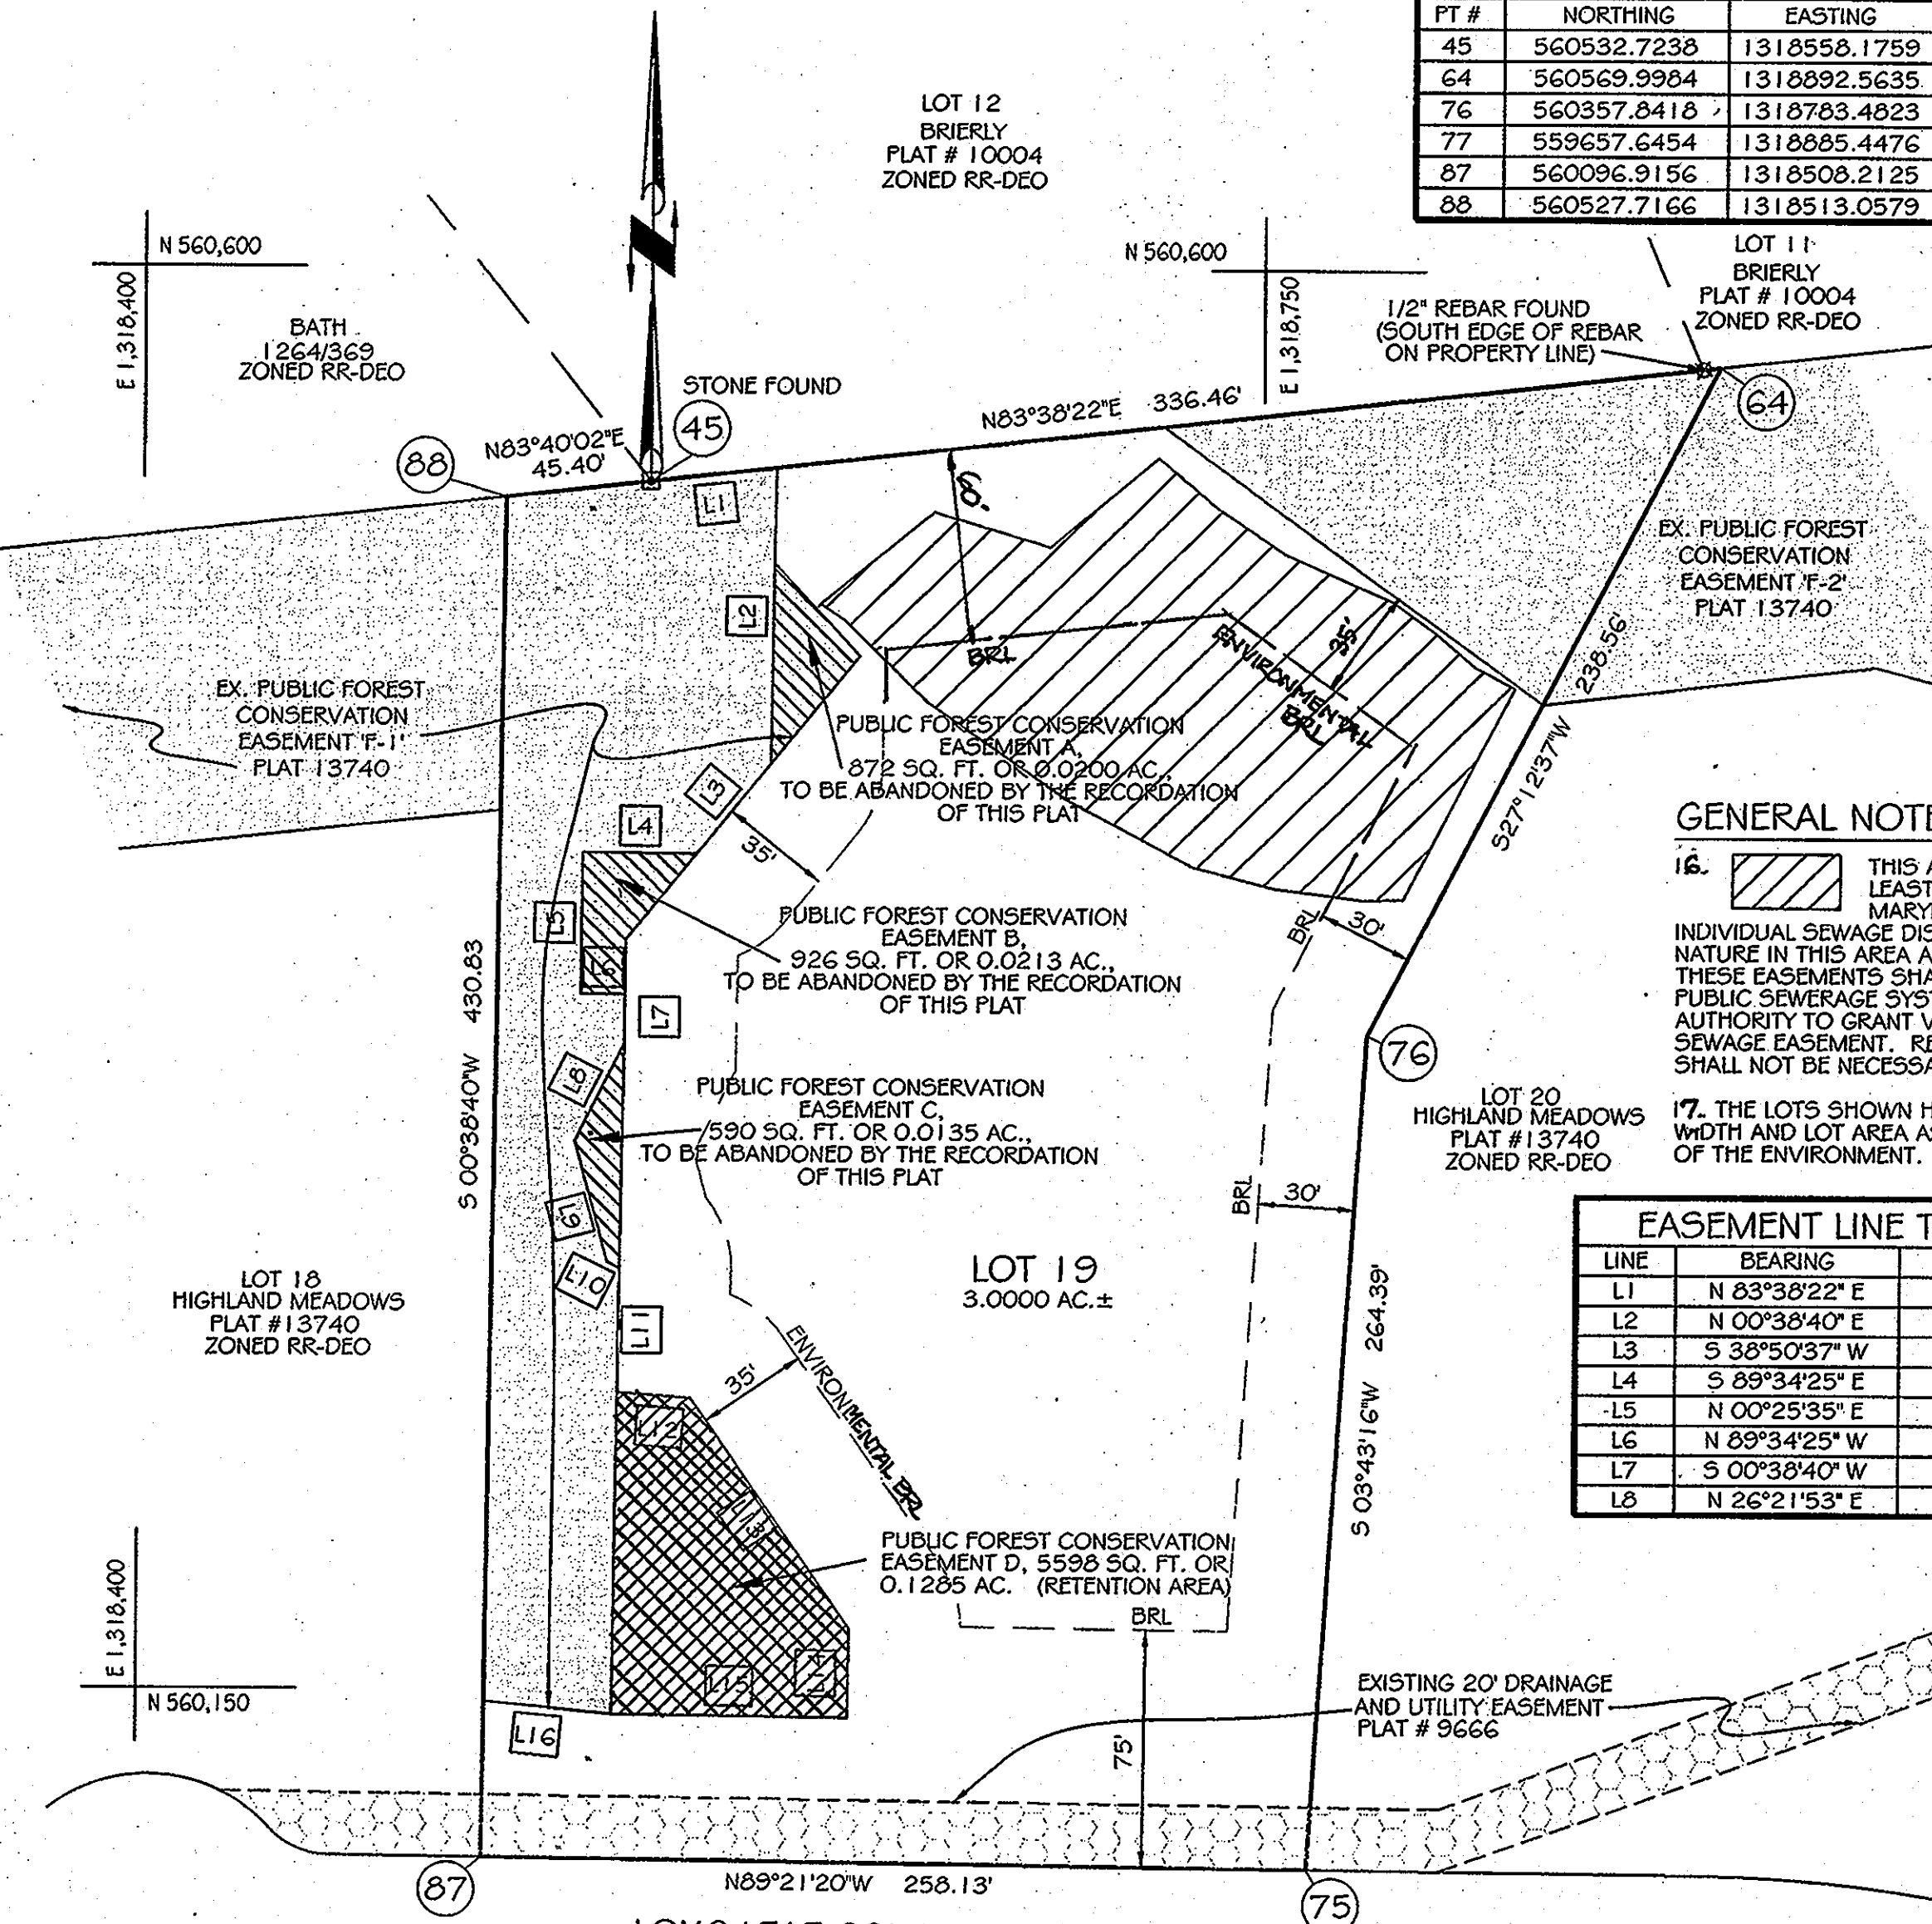 PT # NORTHING EASTING
45 560532.7238 1318558.1759
64 560569.9984 1318892.5635
76 560357.8418 1318783.4823
77 559657.6454 1318885.4476
87 560096.9156 1318508.2125
88 560527.7166 1318513.0579
LOT 12
BRIERLY
PLAT # 10004
ZONED RR-DEO
N 560,600
E 1,318,400
BATH
1264/369
ZONED RR-DEO
N 560,600
E 1,318,750
LOT 11
BRIERLY
PLAT # 10004
ZONED RR-DEO
1/2" REBAR FOUND
(SOUTH EDGE OF REBAR
ON PROPERTY LINE)
STONE FOUND
45
64
88
N83°40'02"E
45.40'
N83°38'22"E 336.46'
L1
60'
BRL
ENVIRONMENTAL
BRL
35'
EX. PUBLIC FOREST
CONSERVATION
EASEMENT 'F-2'
PLAT 13740
238.56'
S27°12'37"W
L2
EX. PUBLIC FOREST
CONSERVATION
EASEMENT 'F-1'
PLAT 13740
PUBLIC FOREST CONSERVATION
EASEMENT A,
872 SQ. FT. OR 0.0200 AC.,
TO BE ABANDONED BY THE RECORDATION
OF THIS PLAT
L3
L4
35'
GENERAL NOTE
16.
THIS A
LEAST
MARY
INDIVIDUAL SEWAGE DIS
NATURE IN THIS AREA A
THESE EASEMENTS SHA
PUBLIC SEWERAGE SYST
AUTHORITY TO GRANT V
SEWAGE EASEMENT. RE
SHALL NOT BE NECESSA
17. THE LOTS SHOWN H
WIDTH AND LOT AREA AS
OF THE ENVIRONMENT.
L5
L6
PUBLIC FOREST CONSERVATION
EASEMENT B,
926 SQ. FT. OR 0.0213 AC.,
TO BE ABANDONED BY THE RECORDATION
OF THIS PLAT
BRL
30'
S 00°38'40"W 430.83
L7
76
L8
PUBLIC FOREST CONSERVATION
EASEMENT C,
590 SQ. FT. OR 0.0135 AC.,
TO BE ABANDONED BY THE RECORDATION
OF THIS PLAT
LOT 20
HIGHLAND MEADOWS
PLAT #13740
ZONED RR-DEO
L9
L10
BRL
30'
LOT 19
3.0000 AC.±
LOT 18
HIGHLAND MEADOWS
PLAT #13740
ZONED RR-DEO
L11
35'
ENVIRONMENTAL BRL
S 03°43'16"W 264.39'
EASEMENT LINE T
LINE BEARING
L1 N 83°38'22" E
L2 N 00°38'40" E
L3 S 38°50'37" W
L4 S 89°34'25" E
L5 N 00°25'35" E
L6 N 89°34'25" W
L7 S 00°38'40" W
L8 N 26°21'53" E
L12
L13
PUBLIC FOREST CONSERVATION
EASEMENT D, 5598 SQ. FT. OR
0.1285 AC. (RETENTION AREA)
BRL
L14
L15
E 1,318,400
N 560,150
L16
75'
EXISTING 20' DRAINAGE
AND UTILITY EASEMENT
PLAT # 9666
87
N89°21'20"W 258.13'
75